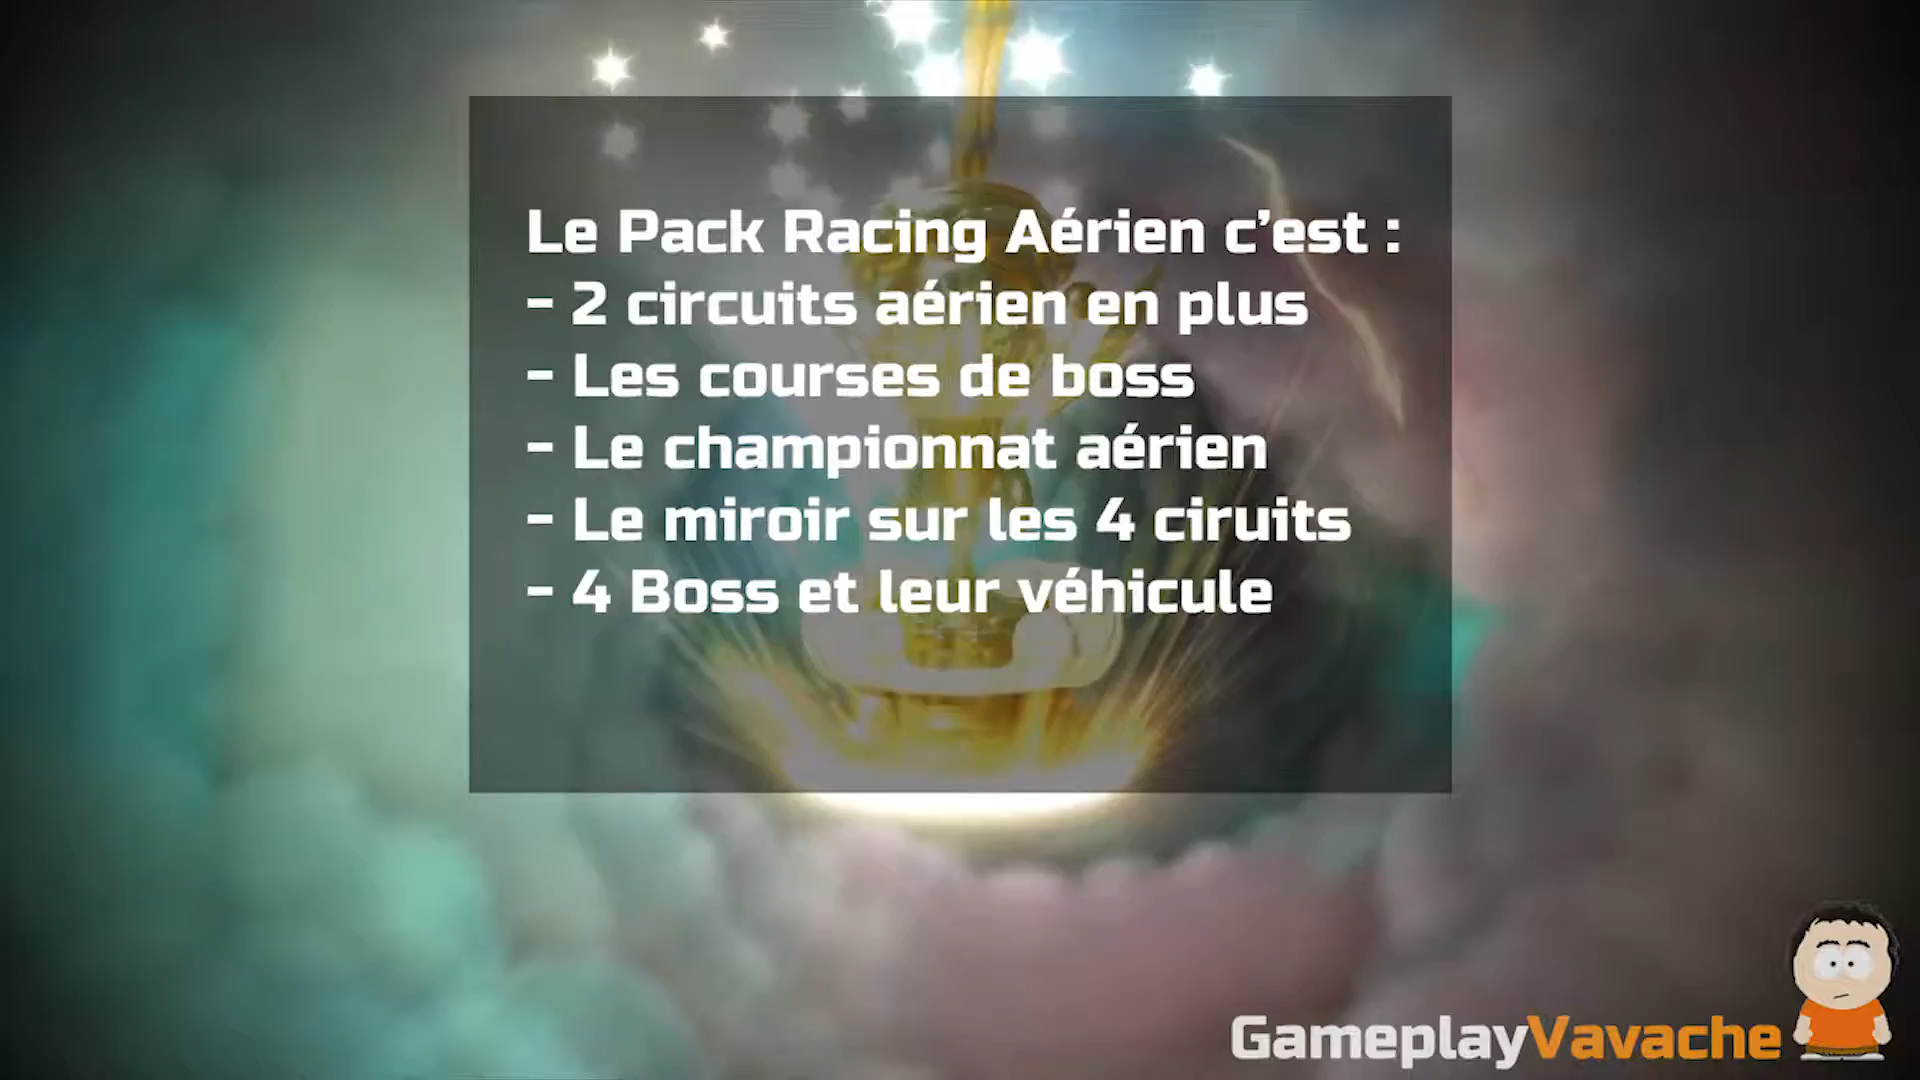 Le Pack Racing Aérien c’est :
- 2 circuits aérien en plus
- Les courses de boss
- Le championnat aérien
- Le miroir sur les 4 ciruits
- 4 Boss et leur véhicule
GameplayVavache